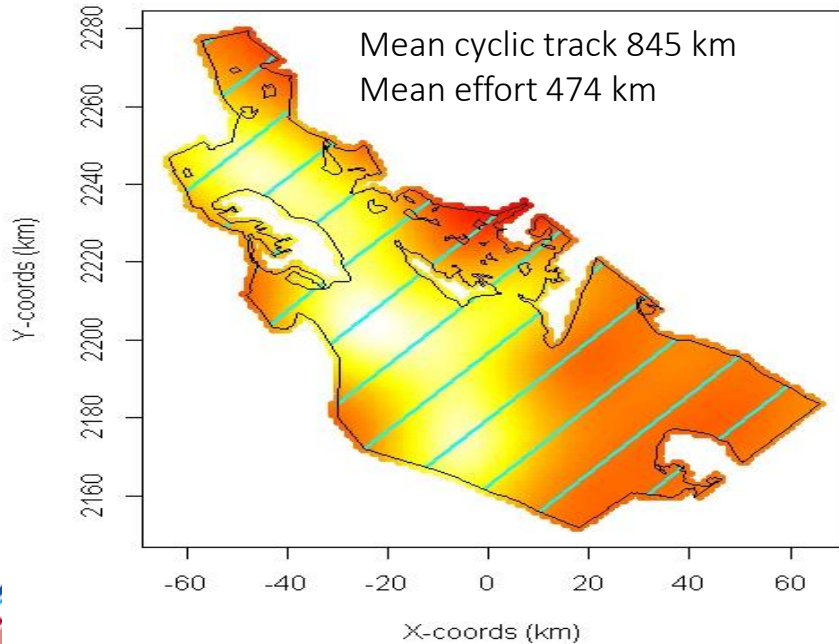 Mean cyclic track 845 km
Mean effort 474 km
2280
2260
2240
2220
2200
2180
2160
Y-coords (km)
-60 -40 -20 0 20 40 60
X-coords (km)